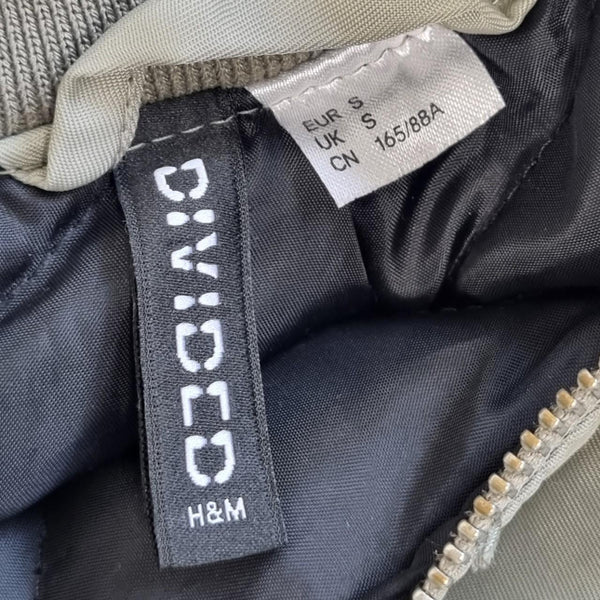 DIVIDED
H&M
EUR S
UK S
CN 165/88A